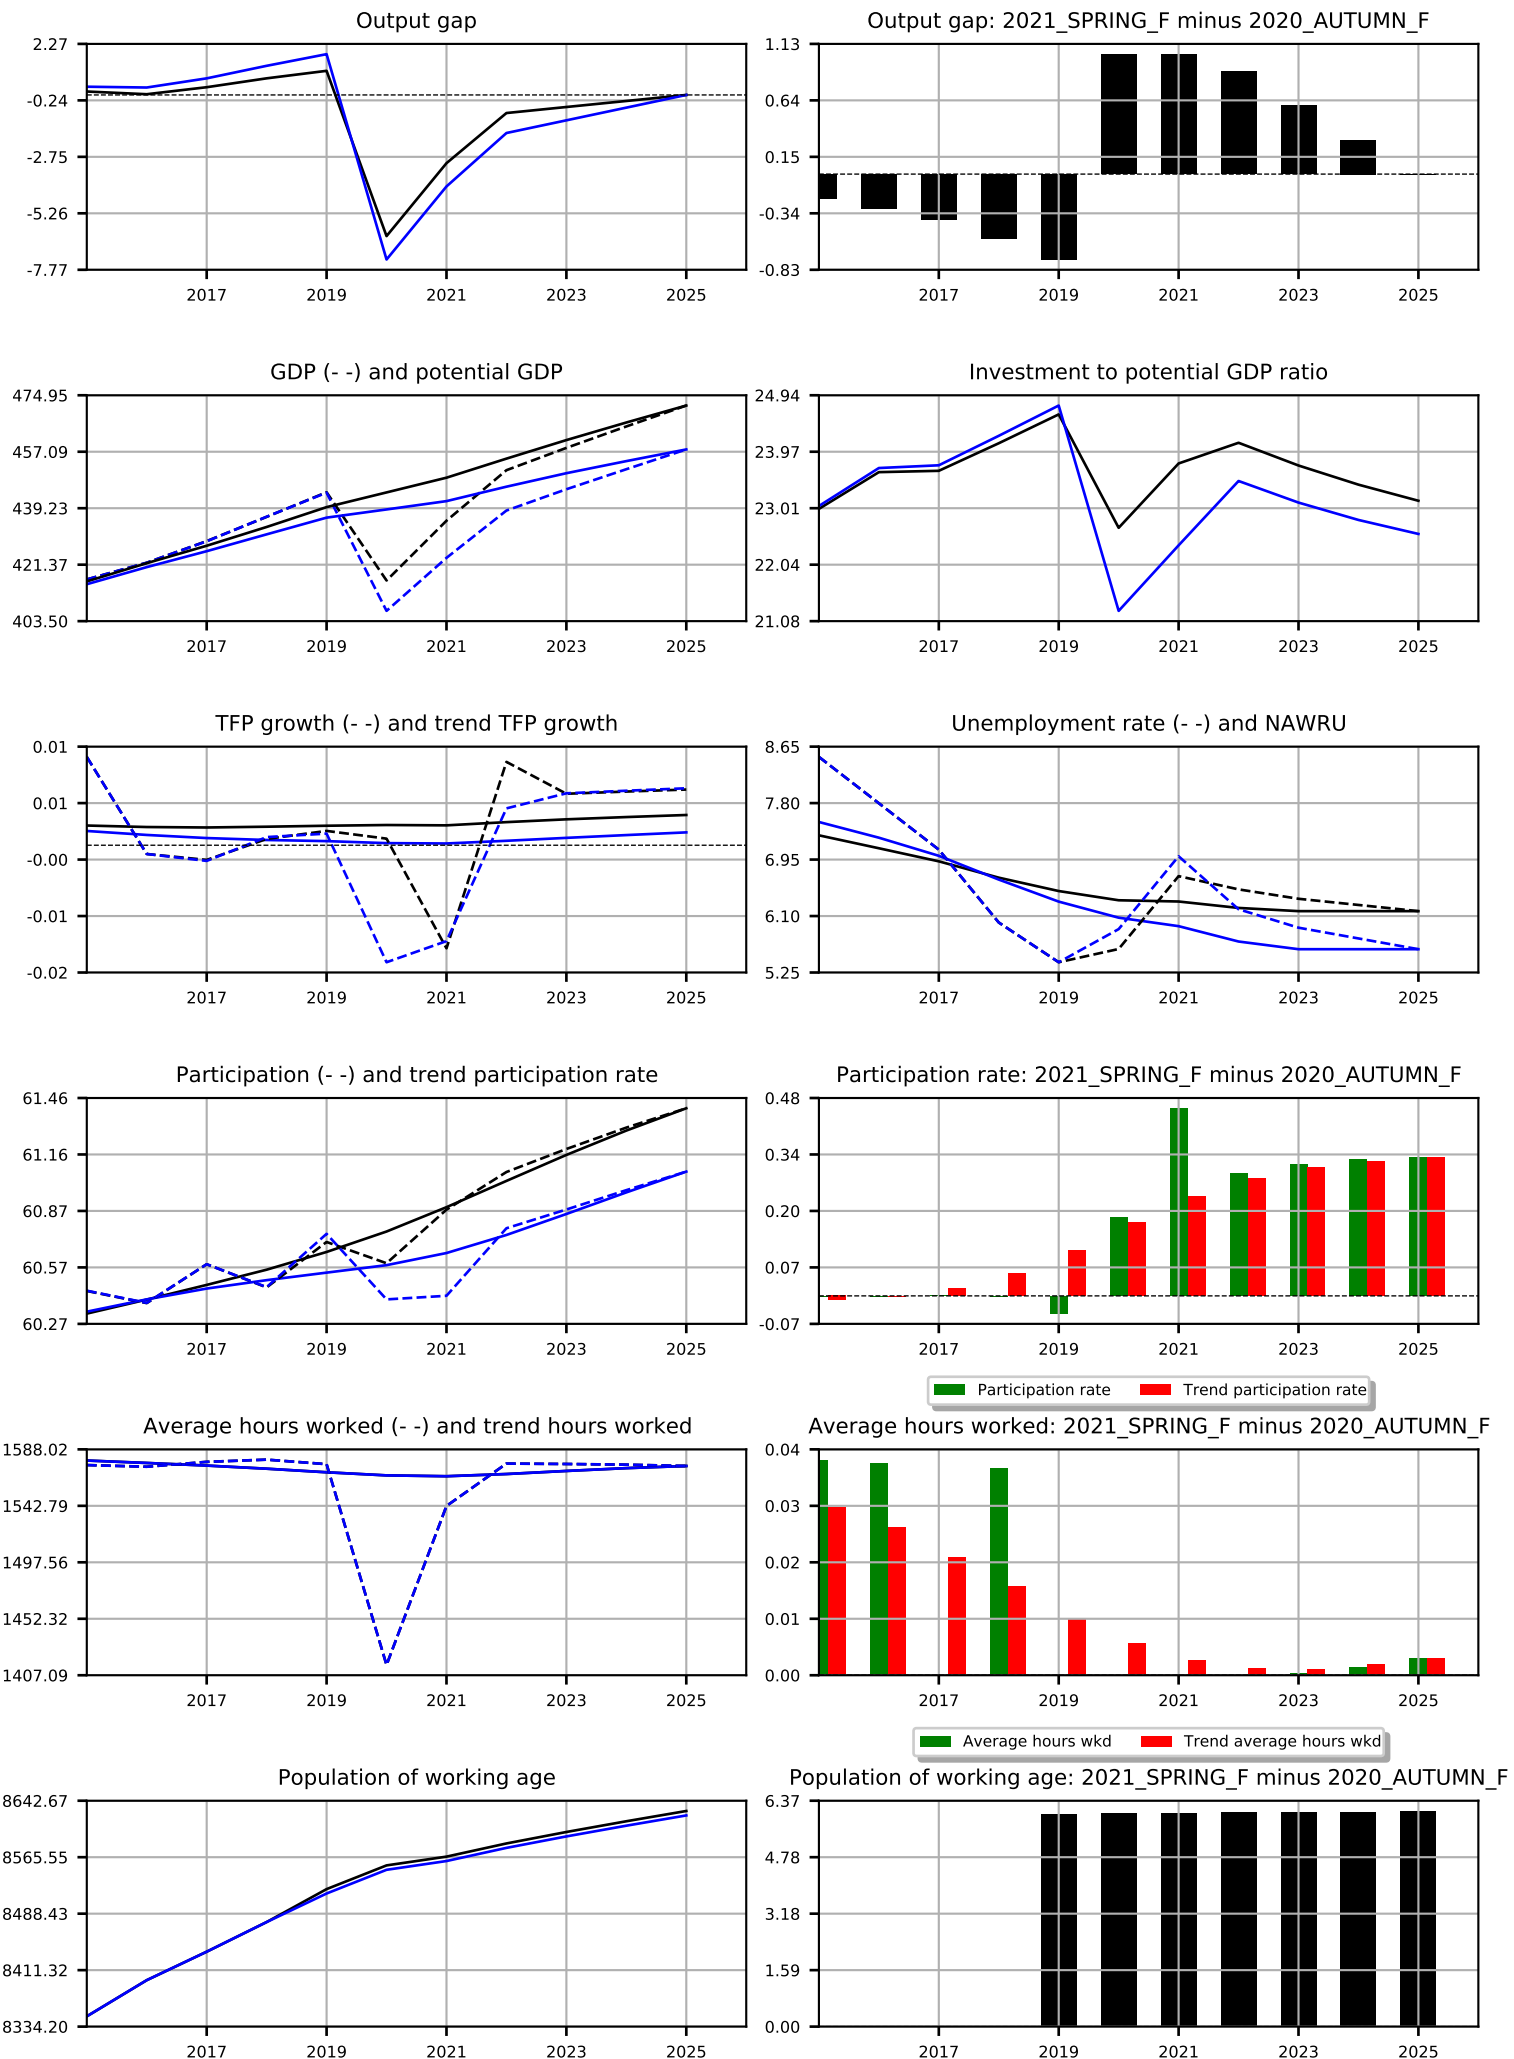 Output gap
2.27
-0.24
-2.75
-5.26
-7.77
2017 2019 2021 2023 2025
Output gap: 2021_SPRING_F minus 2020_AUTUMN_F
1.13
0.64
0.15
-0.34
-0.83
2017 2019 2021 2023 2025
GDP (- -) and potential GDP
474.95
457.09
439.23
421.37
403.50
2017 2019 2021 2023 2025
Investment to potential GDP ratio
24.94
23.97
23.01
22.04
21.08
2017 2019 2021 2023 2025
TFP growth (- -) and trend TFP growth
0.01
0.01
-0.00
-0.01
-0.02
2017 2019 2021 2023 2025
Unemployment rate (- -) and NAWRU
8.65
7.80
6.95
6.10
5.25
2017 2019 2021 2023 2025
Participation (- -) and trend participation rate
61.46
61.16
60.87
60.57
60.27
2017 2019 2021 2023 2025
Participation rate: 2021_SPRING_F minus 2020_AUTUMN_F
0.48
0.34
0.20
0.07
-0.07
2017 2019 2021 2023 2025
Participation rate Trend participation rate
Average hours worked (- -) and trend hours worked
1588.02
1542.79
1497.56
1452.32
1407.09
2017 2019 2021 2023 2025
Average hours worked: 2021_SPRING_F minus 2020_AUTUMN_F
0.04
0.03
0.02
0.01
0.00
2017 2019 2021 2023 2025
Average hours wkd Trend average hours wkd
Population of working age
8642.67
8565.55
8488.43
8411.32
8334.20
2017 2019 2021 2023 2025
Population of working age: 2021_SPRING_F minus 2020_AUTUMN_F
6.37
4.78
3.18
1.59
0.00
2017 2019 2021 2023 2025